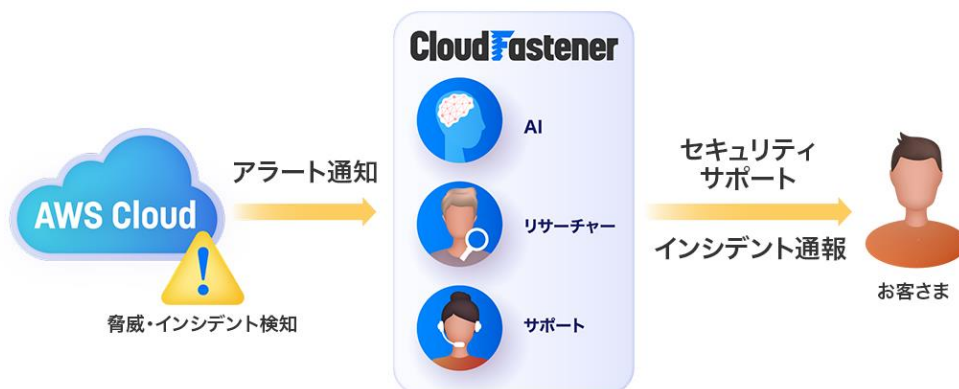 AWS Cloud
脅威・インシデント検知
アラート通知
CloudFastener
AI
リサーチャー
サポート
セキュリティ
サポート
インシデント通報
お客さま